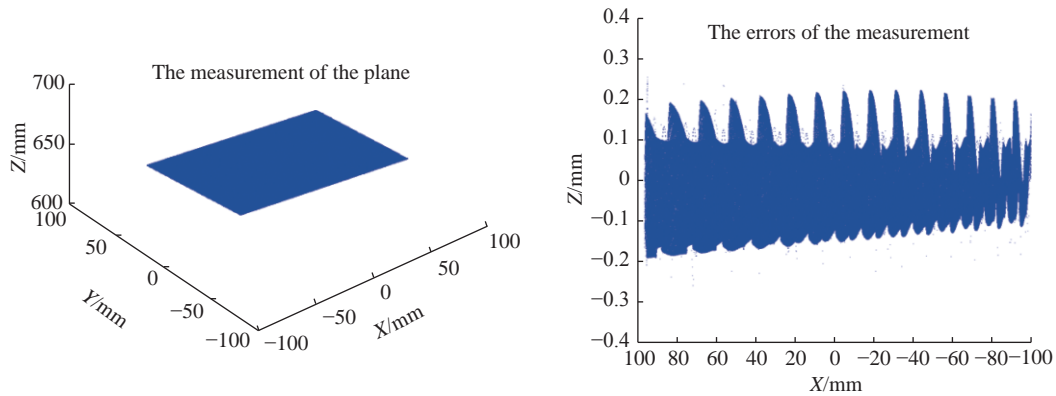 The measurement of the plane
700
650
600
Z/mm
100
50
0
−50
−100
Y/mm
−100
−50
0
50
100
X/mm
The errors of the measurement
0.4
0.3
0.2
0.1
0
−0.1
−0.2
−0.3
−0.4
Z/mm
100 80 60 40 20 0 −20 −40 −60 −80 −100
X/mm